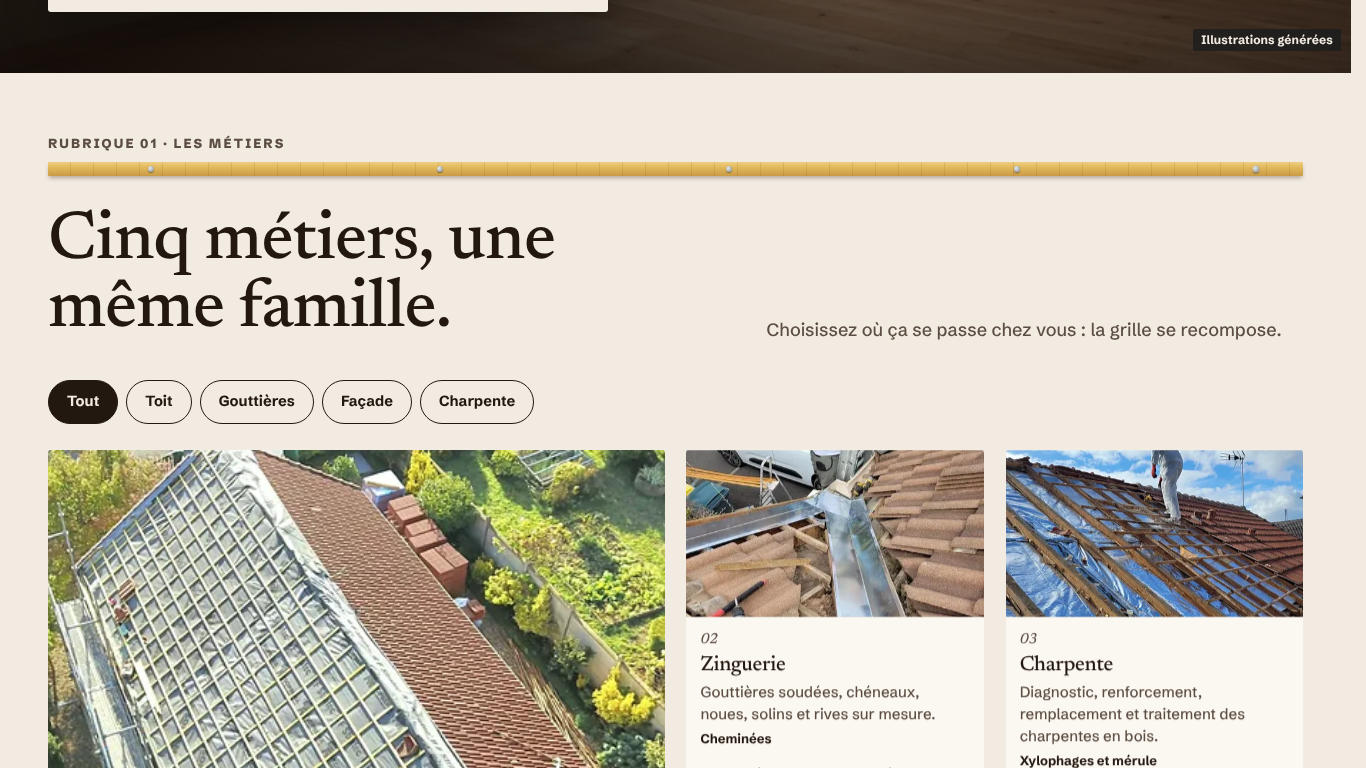 Illustrations générées
RUBRIQUE 01 · LES MÉTIERS
Cinq métiers, une
même famille.
Choisissez où ça se passe chez vous : la grille se recompose.
Tout
Toit
Gouttières
Façade
Charpente
02
Zinguerie
Gouttières soudées, chéneaux,
noues, solins et rives sur mesure.
Cheminées
03
Charpente
Diagnostic, renforcement,
remplacement et traitement des
charpentes en bois.
Xylophages et mérule